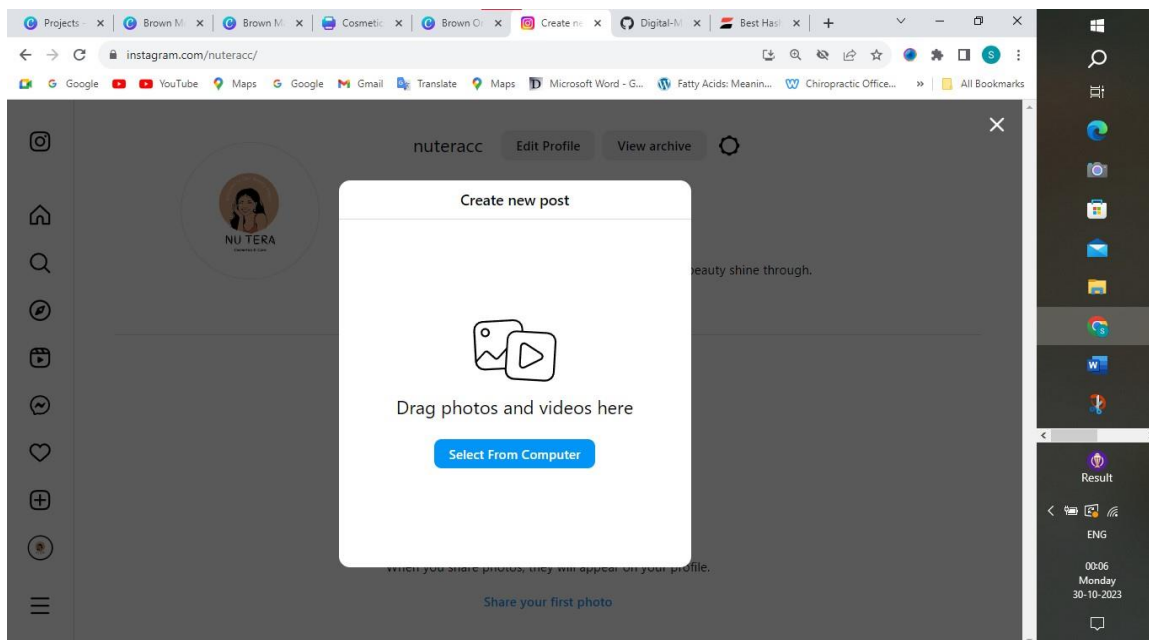 Projects - Brown M Brown M Cosmetic Brown O Create ne Digital-M Best Hast
instagram.com/nuteracc/ S
G Google YouTube Maps G Google Gmail Translate Maps Microsoft Word - G... Fatty Acids: Meanin... Chiropractic Office... » All Bookmarks
nuteracc Edit Profile View archive
Create new post
NU TERA
beauty shine through.
Drag photos and videos here
Select From Computer
When you share photos, they will appear on your profile.
Share your first photo
Result
ENG
00:06
Monday
30-10-2023